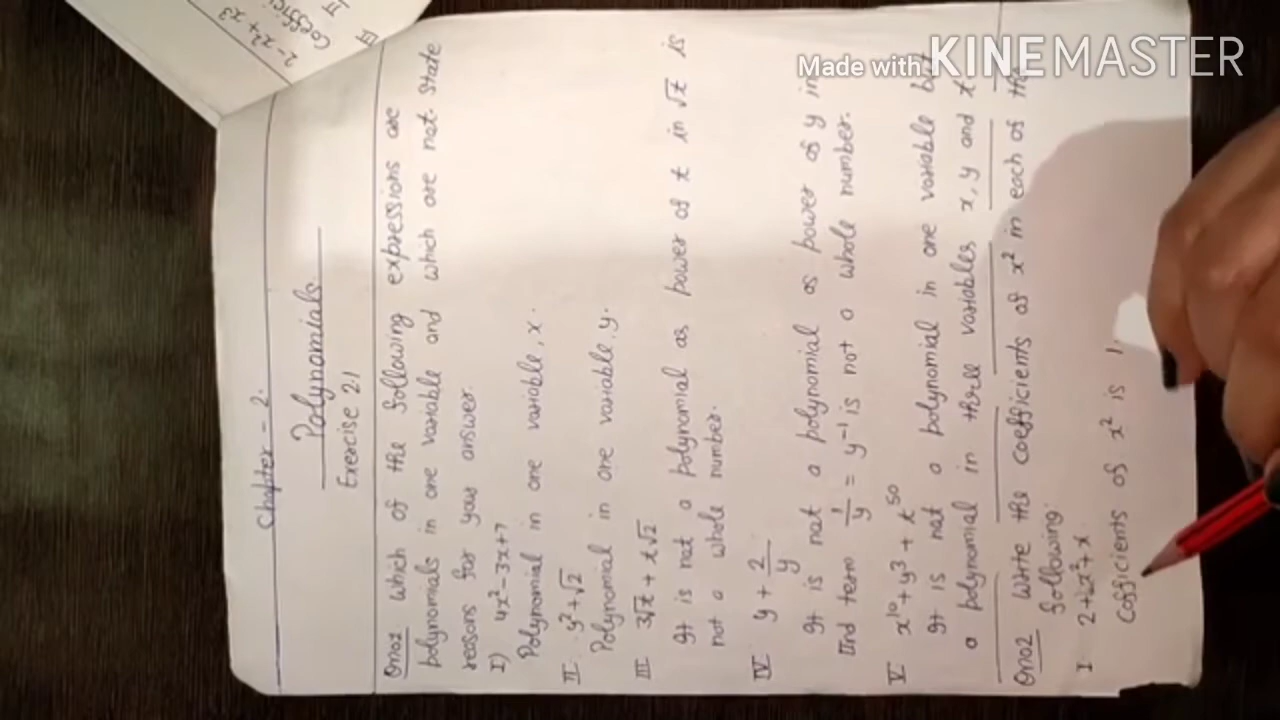 Made with KINEMASTER
III
2 - x² + x³
Chapter - 2.
Polynomials
Exercise 2.1
Qno1 Which of the following expressions are
polynomials in one variable and which are not. State
reasons for your answer.
I) 4x² - 3x + 7
Polynomial in one variable, x.
II y² + √2
Polynomial in one variable, y.
III 3√t + t√2
It is not a polynomial as power of t in √t is
not a whole number.
IV y + 2/y
It is not a polynomial as power of y in
IInd term 1/y = y⁻¹ is not a whole number.
V x¹⁰ + y³ + t⁵⁰
It is not a polynomial in one variable but
a polynomial in three variables x, y and t
Qno2 Write the coefficients of x² in each of the
following
I 2 + x² + x
Cofficients of x² is 1.